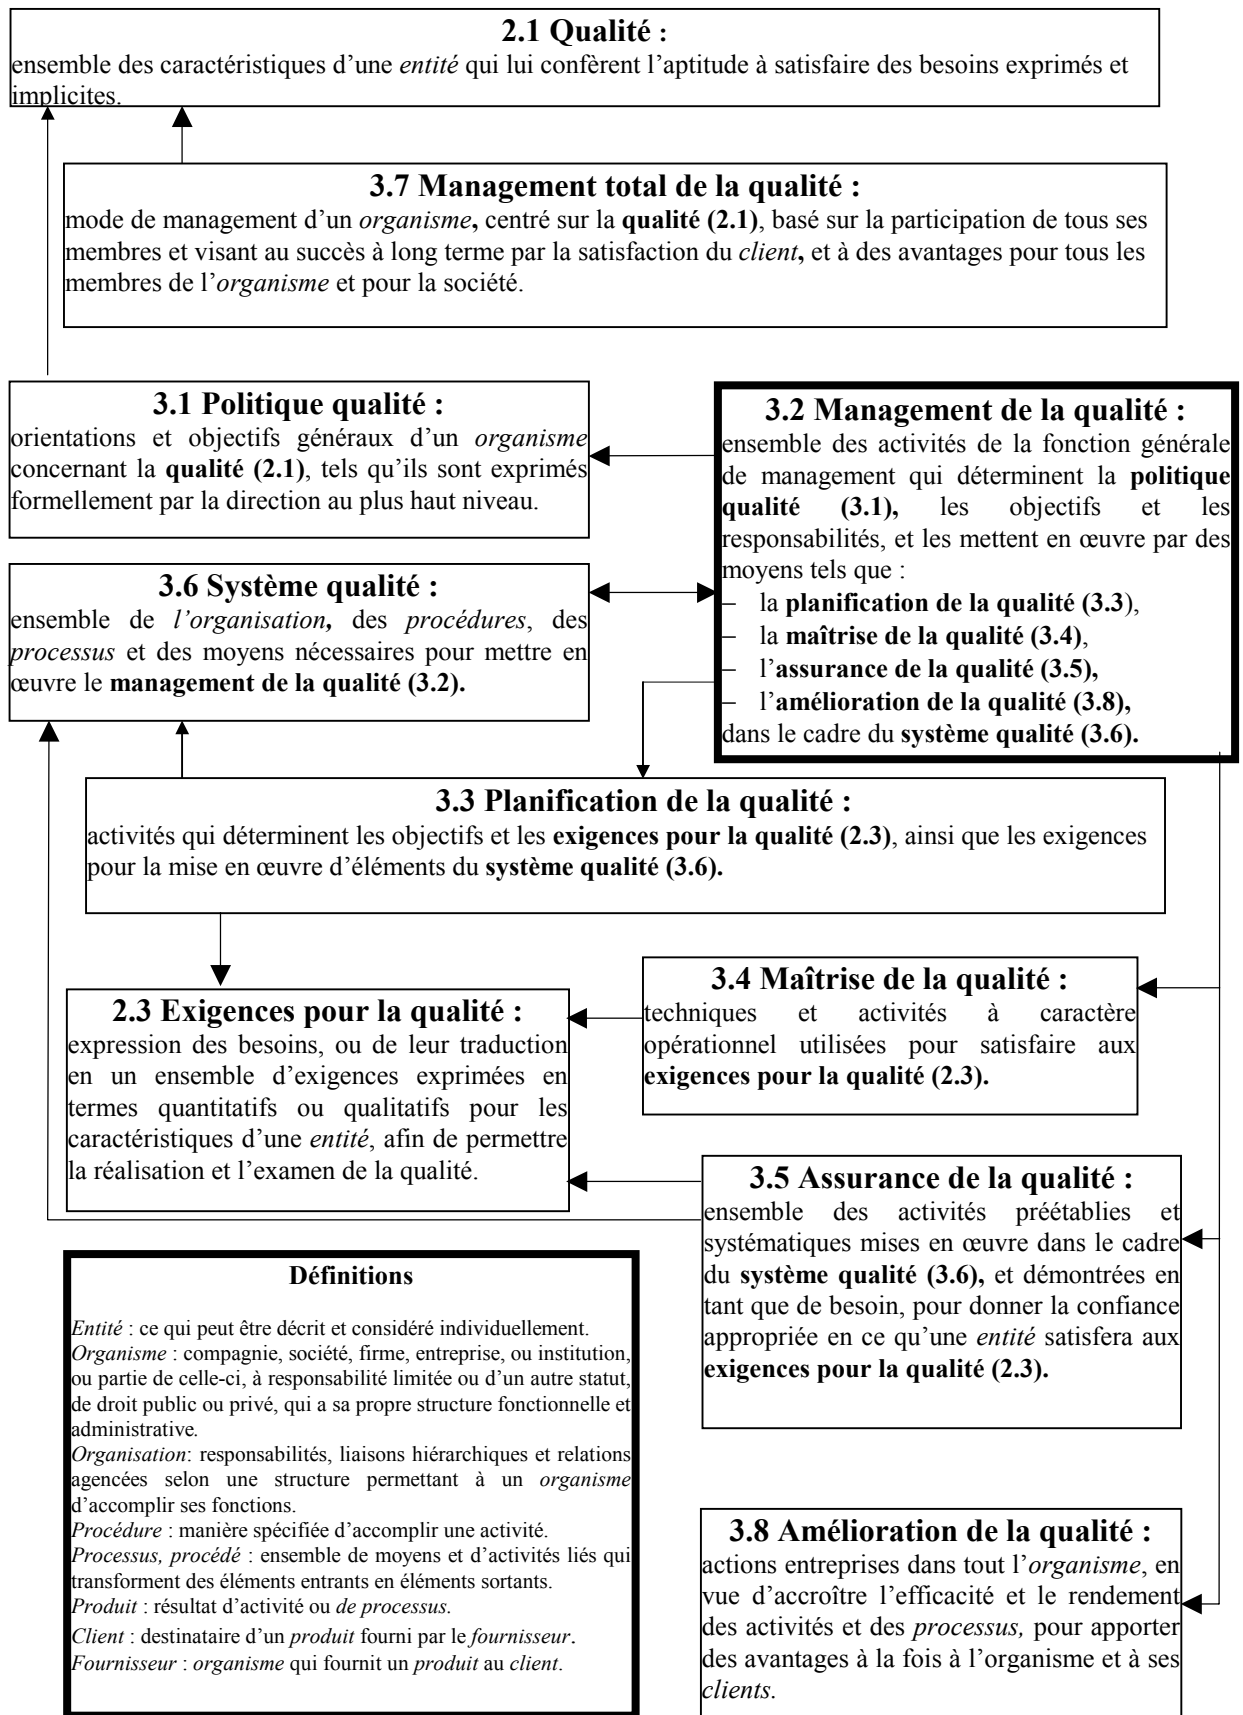 2.1 Qualité :
ensemble des caractéristiques d’une entité qui lui confèrent l’aptitude à satisfaire des besoins exprimés et
implicites.
3.7 Management total de la qualité :
mode de management d’un organisme, centré sur la qualité (2.1), basé sur la participation de tous ses
membres et visant au succès à long terme par la satisfaction du client, et à des avantages pour tous les
membres de l’organisme et pour la société.
3.1 Politique qualité :
orientations et objectifs généraux d’un organisme
concernant la qualité (2.1), tels qu’ils sont exprimés
formellement par la direction au plus haut niveau.
3.2 Management de la qualité :
ensemble des activités de la fonction générale
de management qui déterminent la politique
qualité (3.1), les objectifs et les
responsabilités, et les mettent en œuvre par des
moyens tels que :
– la planification de la qualité (3.3),
– la maîtrise de la qualité (3.4),
– l’assurance de la qualité (3.5),
– l’amélioration de la qualité (3.8),
dans le cadre du système qualité (3.6).
3.6 Système qualité :
ensemble de l’organisation, des procédures, des
processus et des moyens nécessaires pour mettre en
œuvre le management de la qualité (3.2).
3.3 Planification de la qualité :
activités qui déterminent les objectifs et les exigences pour la qualité (2.3), ainsi que les exigences
pour la mise en œuvre d’éléments du système qualité (3.6).
2.3 Exigences pour la qualité :
expression des besoins, ou de leur traduction
en un ensemble d’exigences exprimées en
termes quantitatifs ou qualitatifs pour les
caractéristiques d’une entité, afin de permettre
la réalisation et l’examen de la qualité.
3.4 Maîtrise de la qualité :
techniques et activités à caractère
opérationnel utilisées pour satisfaire aux
exigences pour la qualité (2.3).
3.5 Assurance de la qualité :
ensemble des activités préétablies et
systématiques mises en œuvre dans le cadre
du système qualité (3.6), et démontrées en
tant que de besoin, pour donner la confiance
appropriée en ce qu’une entité satisfera aux
exigences pour la qualité (2.3).
Définitions
Entité : ce qui peut être décrit et considéré individuellement.
Organisme : compagnie, société, firme, entreprise, ou institution,
ou partie de celle-ci, à responsabilité limitée ou d’un autre statut,
de droit public ou privé, qui a sa propre structure fonctionnelle et
administrative.
Organisation: responsabilités, liaisons hiérarchiques et relations
agencées selon une structure permettant à un organisme
d’accomplir ses fonctions.
Procédure : manière spécifiée d’accomplir une activité.
Processus, procédé : ensemble de moyens et d’activités liés qui
transforment des éléments entrants en éléments sortants.
Produit : résultat d’activité ou de processus.
Client : destinataire d’un produit fourni par le fournisseur.
Fournisseur : organisme qui fournit un produit au client.
3.8 Amélioration de la qualité :
actions entreprises dans tout l’organisme, en
vue d’accroître l’efficacité et le rendement
des activités et des processus, pour apporter
des avantages à la fois à l’organisme et à ses
clients.